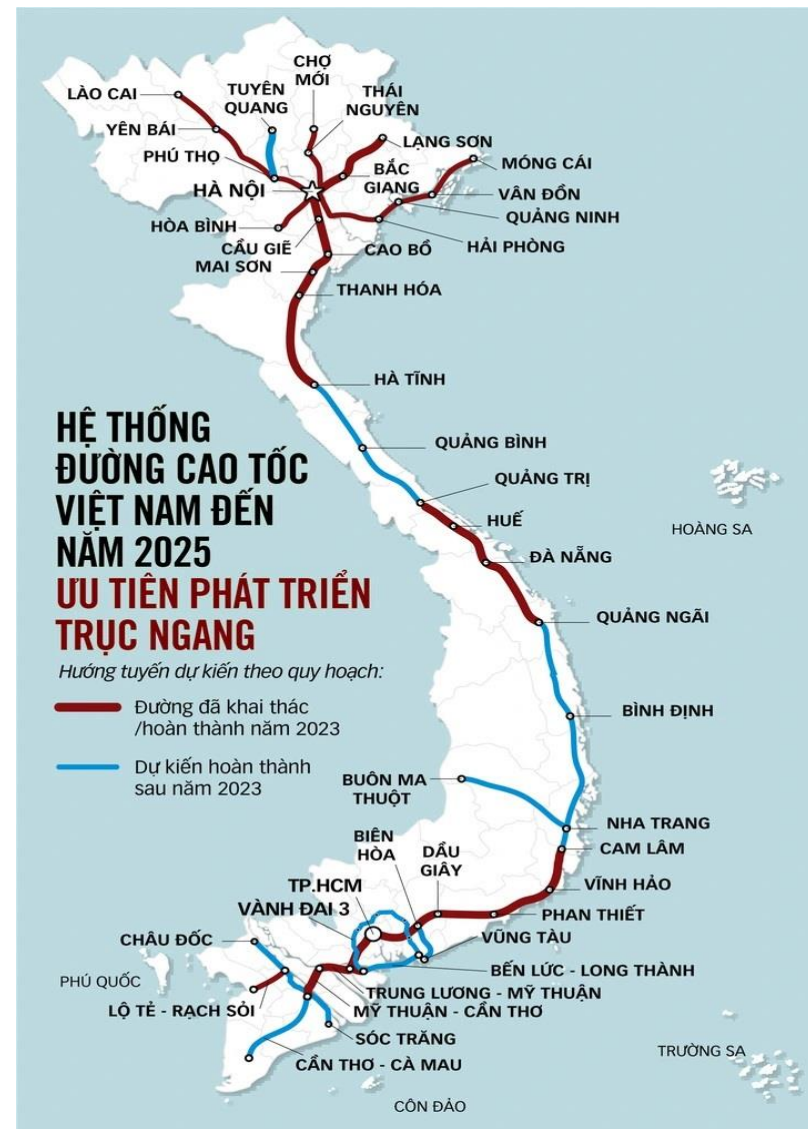 CHỢ
MỚI
LÀO CAI
TUYÊN
QUANG
THÁI
NGUYÊN
YÊN BÁI
LẠNG SƠN
PHÚ THỌ
MÓNG CÁI
BẮC
GIANG
HÀ NỘI
VÂN ĐỒN
QUẢNG NINH
HÒA BÌNH
CẦU GIẼ
CAO BỒ
HẢI PHÒNG
MAI SƠN
THANH HÓA
HÀ TĨNH
HỆ THỐNG
ĐƯỜNG CAO TỐC
VIỆT NAM ĐẾN
NĂM 2025
ƯU TIÊN PHÁT TRIỂN
TRỤC NGANG
Hướng tuyến dự kiến theo quy hoạch:
Đường đã khai thác
/hoàn thành năm 2023
Dự kiến hoàn thành
sau năm 2023
QUẢNG BÌNH
QUẢNG TRỊ
HUẾ
HOÀNG SA
ĐÀ NẴNG
QUẢNG NGÃI
BÌNH ĐỊNH
BUÔN MA
THUỘT
NHA TRANG
BIÊN
HÒA
DẦU
GIÂY
CAM LÂM
TP.HCM
VĨNH HẢO
VÀNH ĐAI 3
PHAN THIẾT
CHÂU ĐỐC
VŨNG TÀU
BẾN LỨC - LONG THÀNH
PHÚ QUỐC
TRUNG LƯƠNG - MỸ THUẬN
LỘ TẺ - RẠCH SỎI
MỸ THUẬN - CẦN THƠ
SÓC TRĂNG
TRƯỜNG SA
CẦN THƠ - CÀ MAU
CÔN ĐẢO